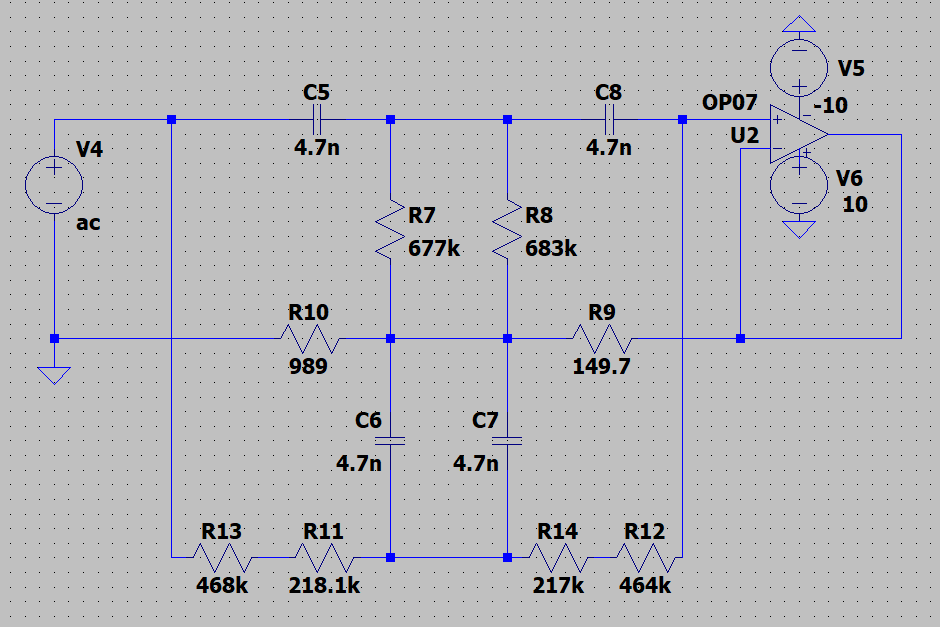 V5
C5
C8
OP07
-10
4.7n
4.7n
U2
V4
V6
10
ac
R7
R8
677k
683k
R10
R9
989
149.7
C6
C7
4.7n
4.7n
R13
R11
R14
R12
468k
218.1k
217k
464k